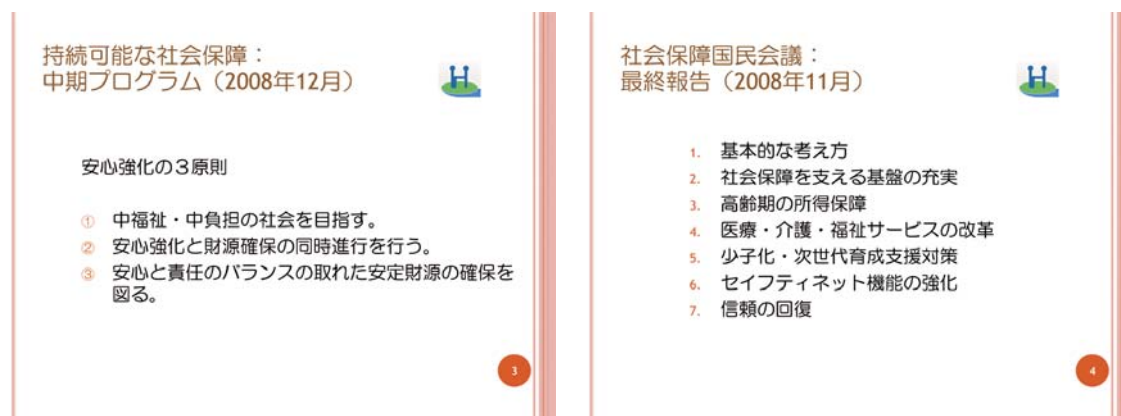 持続可能な社会保障：
中期プログラム（2008年12月）
H
安心強化の３原則
① 中福祉・中負担の社会を目指す。
② 安心強化と財源確保の同時進行を行う。
③ 安心と責任のバランスの取れた安定財源の確保を
図る。
3
社会保障国民会議：
最終報告（2008年11月）
H
1. 基本的な考え方
2. 社会保障を支える基盤の充実
3. 高齢期の所得保障
4. 医療・介護・福祉サービスの改革
5. 少子化・次世代育成支援対策
6. セイフティネット機能の強化
7. 信頼の回復
4